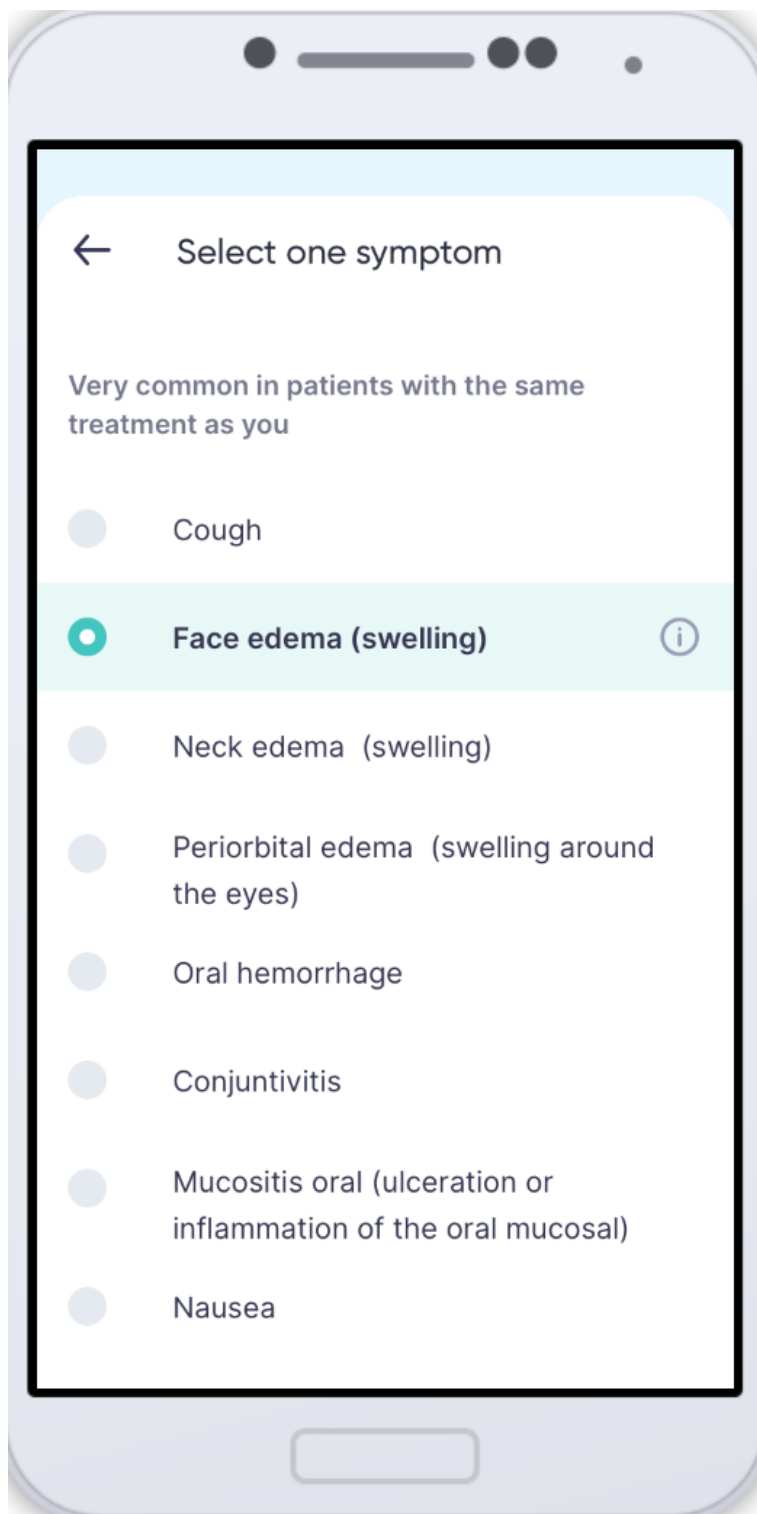 Select one symptom
Very common in patients with the same
treatment as you
Cough
Face edema (swelling)
Neck edema  (swelling)
Periorbital edema  (swelling around
the eyes)
Oral hemorrhage
Conjuntivitis
Mucositis oral (ulceration or
inflammation of the oral mucosal)
Nausea